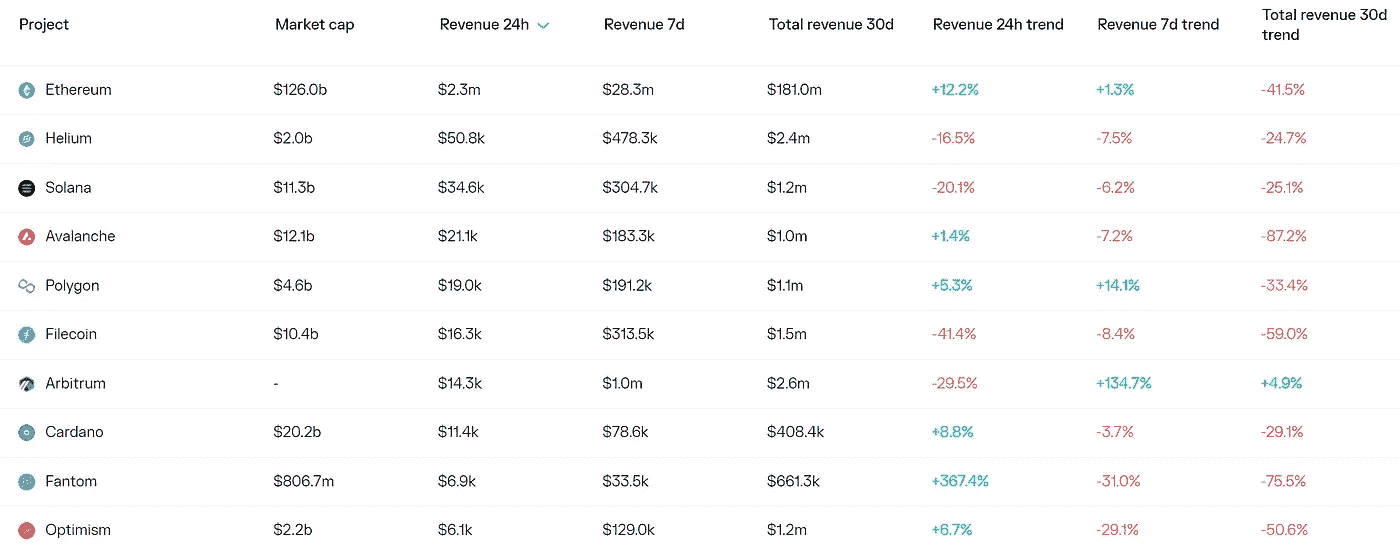 Project Market cap Revenue 24h Revenue 7d Total revenue 30d Revenue 24h trend Revenue 7d trend Total revenue 30d trend
Ethereum $126.0b $2.3m $28.3m $181.0m +12.2% +1.3% -41.5%
Helium $2.0b $50.8k $478.3k $2.4m -16.5% -7.5% -24.7%
Solana $11.3b $34.6k $304.7k $1.2m -20.1% -6.2% -25.1%
Avalanche $12.1b $21.1k $183.3k $1.0m +1.4% -7.2% -87.2%
Polygon $4.6b $19.0k $191.2k $1.1m +5.3% +14.1% -33.4%
Filecoin $10.4b $16.3k $313.5k $1.5m -41.4% -8.4% -59.0%
Arbitrum - $14.3k $1.0m $2.6m -29.5% +134.7% +4.9%
Cardano $20.2b $11.4k $78.6k $408.4k +8.8% -3.7% -29.1%
Fantom $806.7m $6.9k $33.5k $661.3k +367.4% -31.0% -75.5%
Optimism $2.2b $6.1k $129.0k $1.2m +6.7% -29.1% -50.6%